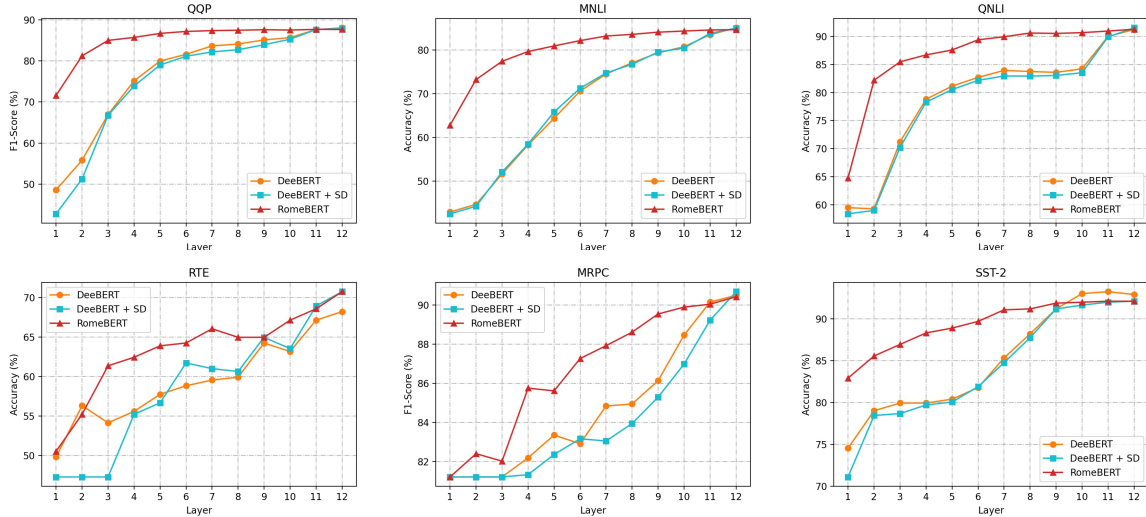 QQP
F1-Score (%)
90
80
70
60
50
DeeBERT
DeeBERT + SD
RomeBERT
1 2 3 4 5 6 7 8 9 10 11 12
Layer
MNLI
Accuracy (%)
80
70
60
50
DeeBERT
DeeBERT + SD
RomeBERT
1 2 3 4 5 6 7 8 9 10 11 12
Layer
QNLI
Accuracy (%)
90
85
80
75
70
65
60
DeeBERT
DeeBERT + SD
RomeBERT
1 2 3 4 5 6 7 8 9 10 11 12
Layer
RTE
Accuracy (%)
70
65
60
55
50
DeeBERT
DeeBERT + SD
RomeBERT
1 2 3 4 5 6 7 8 9 10 11 12
Layer
MRPC
F1-Score (%)
90
88
86
84
82
DeeBERT
DeeBERT + SD
RomeBERT
1 2 3 4 5 6 7 8 9 10 11 12
Layer
SST-2
Accuracy (%)
90
85
80
75
70
DeeBERT
DeeBERT + SD
RomeBERT
1 2 3 4 5 6 7 8 9 10 11 12
Layer